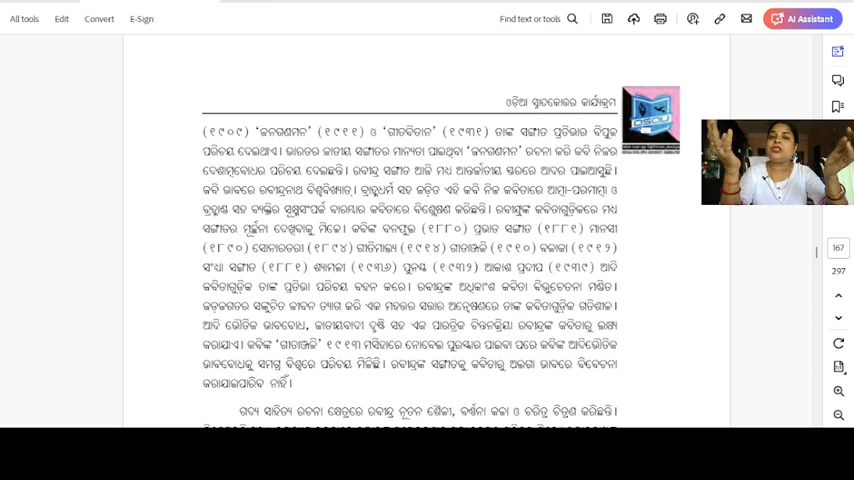 All tools Edit Convert E-Sign Find text or tools AI Assistant
ଓଡ଼ିଆ ସ୍ନାତକୋତ୍ତର କାର୍ଯ୍ୟକ୍ରମ
(୧୯୦୯) ‘ଜନଗଣମନ’ (୧୯୧୧) ଓ ‘ଗୀତବିତାନ’ (୧୯୩୧) ତାଙ୍କ ସଙ୍ଗୀତ ପ୍ରତିଭାର ବିପୁଳ
ପରିଚୟ ଦେଇଥାଏ। ଭାରତର ଜାତୀୟ ସଙ୍ଗୀତର ମାନ୍ୟତା ପାଇଥିବା ‘ଜନଗଣମନ’ ରଚନା କରି କବି ନିଜର
ଦେଶାତ୍ମବୋଧର ପରିଚୟ ଦେଇଛନ୍ତି। ରବୀନ୍ଦ୍ର ସଙ୍ଗୀତ ଆଜି ମଧ୍ୟ ଆନ୍ତର୍ଜାତୀୟ ସ୍ତରରେ ଆଦର ପାଇଆସୁଛି।
କବି ଭାବରେ ରବୀନ୍ଦ୍ରନାଥ ବିଶ୍ୱବିଖ୍ୟାତ। ବ୍ରାହ୍ମଧର୍ମ ସହ ଜଡ଼ିତ ଏହି କବି ନିଜ କବିତାରେ ଆତ୍ମା-ପରମାତ୍ମା ଓ
ବ୍ରହ୍ମାଣ୍ଡ ସହ ବ୍ୟକ୍ତିର ସୂକ୍ଷ୍ମସଂପର୍କ ବାରମ୍ବାର କବିତାରେ ବିଶ୍ଲେଷଣ କରିଛନ୍ତି। ରବୀନ୍ଦ୍ରଙ୍କ କବିତାଗୁଡ଼ିକରେ ମଧ୍ୟ
ସଙ୍ଗୀତର ମୂର୍ଚ୍ଛନା ଦେଖିବାକୁ ମିଳେ। କବିଙ୍କ ବନଫୁଲ (୧୮୮୦) ପ୍ରଭାତ ସଙ୍ଗୀତ (୧୮୮୧) ମାନସୀ
(୧୮୯୦) ସୋନାରତରୀ (୧୮୯୪) ଗୀତିମାଲ୍ୟ (୧୯୧୪) ଗୀତାଞ୍ଜଳି (୧୯୧୦) ବଳାକା (୧୯୧୨)
ସଂଧ୍ୟା ସଙ୍ଗୀତ (୧୮୮୧) ଶ୍ୟାମଳୀ (୧୯୩୬) ପୁନଶ୍ଚ (୧୯୩୨) ଆକାଶ ପ୍ରଦୀପ (୧୯୩୯) ଆଦି
କବିତାଗୁଡ଼ିକ ତାଙ୍କ ପ୍ରତିଭା ପରିଚୟ ବହନ କରେ। ରବୀନ୍ଦ୍ରଙ୍କ ଅଧିକାଂଶ କବିତା ବିଭୁଚେତନା ମଣ୍ଡିତ।
ଜଡ଼ଜଗତର ସଙ୍କୁଚିତ ଜୀବନ ତ୍ୟାଗ କରି ଏକ ମହତ୍ତର ସତ୍ତାର ଅନ୍ୱେଷଣରେ ତାଙ୍କ କବିତାଗୁଡ଼ିକ ଗତିଶୀଳ।
ଆଦି ଭୌତିକ ଭାବବୋଧ, ଜାତୀୟବାଦୀ ଦୃଷ୍ଟି ସହ ଏକ ପାରତ୍ରିକ ଚିନ୍ତନକ୍ରିୟା ରବୀନ୍ଦ୍ରଙ୍କ କବିତାରୁ ଲକ୍ଷ୍ୟ
କରାଯାଏ। କବିଙ୍କ ‘ଗୀତାଞ୍ଜଳି’ ୧୯୧୩ ମସିହାରେ ନୋବେଲ ପୁରସ୍କାର ପାଇବା ପରେ କବିଙ୍କ ଆଦିଭୌତିକ
ଭାବବୋଧକୁ ସମଗ୍ର ବିଶ୍ୱରେ ପରିଚୟ ମିଳିଛି। ରବୀନ୍ଦ୍ରଙ୍କ ସଙ୍ଗୀତକୁ କବିତାରୁ ଅଲଗା ଭାବରେ ବିବେଚନା
କରାଯାଇପାରିବ ନାହିଁ।
ଗଦ୍ୟ ସାହିତ୍ୟ ରଚନା କ୍ଷେତ୍ରରେ ରବୀନ୍ଦ୍ର ନୂତନ ଶୈଳୀ, ବର୍ଣ୍ଣନା କଳା ଓ ଚରିତ୍ର ଚିତ୍ରଣ କରିଛନ୍ତି।
167
297